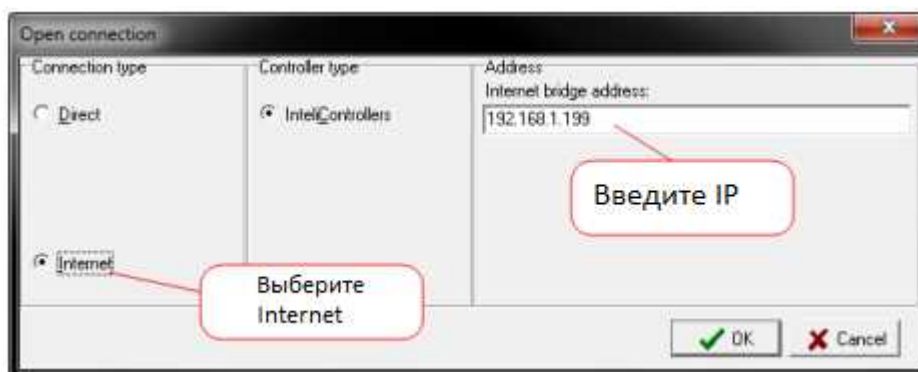 Open connection
Connection type
Direct
Internet
Controller type
InteliControllers
Address
Internet bridge address:
192.168.1.199
Введите IP
Выберите
Internet
OK
Cancel